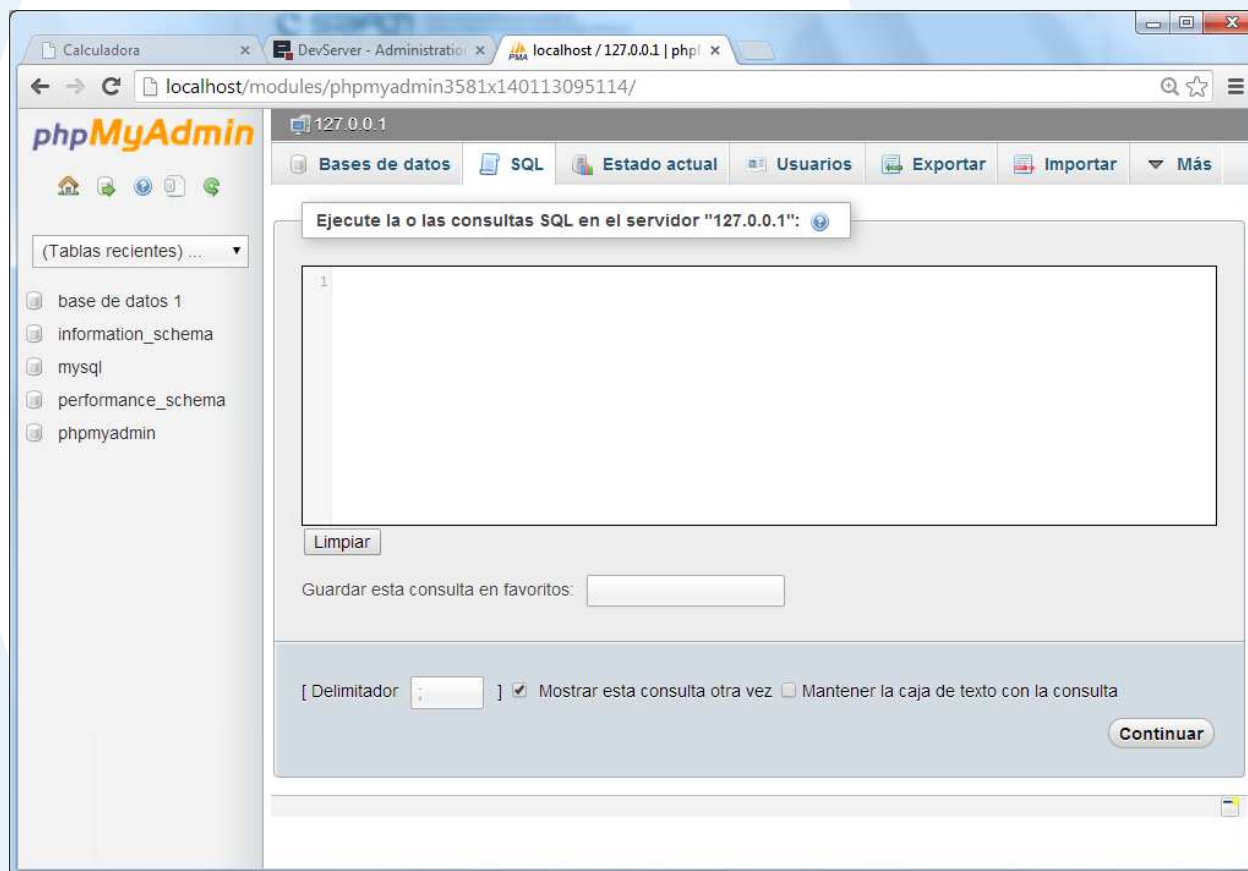 Calculadora
DevServer - Administratio
localhost / 127.0.0.1 | phpl
localhost/modules/phpmyadmin3581x140113095114/
phpMyAdmin
127.0.0.1
Bases de datos
SQL
Estado actual
Usuarios
Exportar
Importar
Más
(Tablas recientes) ...
base de datos 1
information_schema
mysql
performance_schema
phpmyadmin
Ejecute la o las consultas SQL en el servidor "127.0.0.1":
1
Limpiar
Guardar esta consulta en favoritos:
[ Delimitador ; ] Mostrar esta consulta otra vez Mantener la caja de texto con la consulta
Continuar